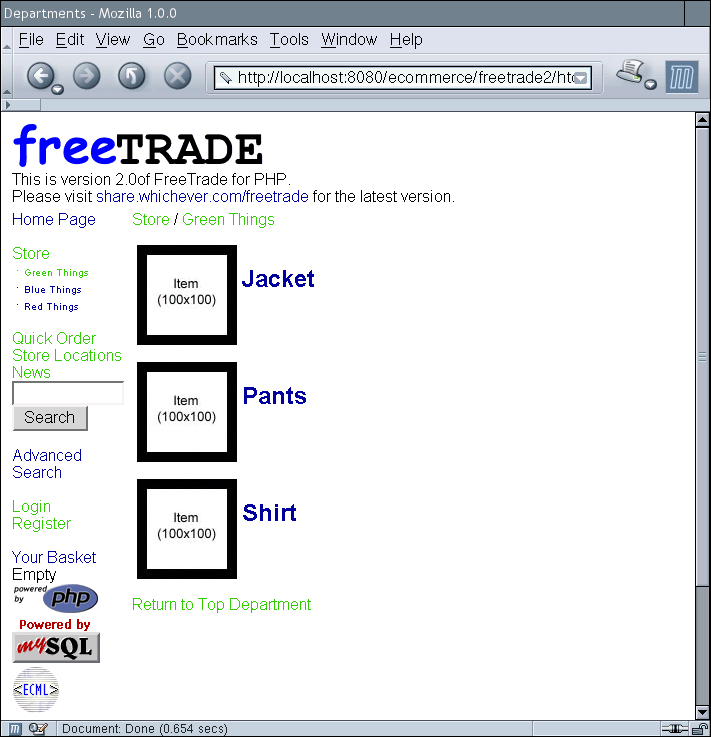 Departments - Mozilla 1.0.0
File Edit View Go Bookmarks Tools Window Help
http://localhost:8080/ecommerce/freetrade2/htc
freeTRADE
This is version 2.0of FreeTrade for PHP.
Please visit share.whichever.com/freetrade for the latest version.
Home Page
Store / Green Things
Store
· Green Things
· Blue Things
· Red Things
Quick Order
Store Locations
News
Search
Advanced
Search
Login
Register
Your Basket
Empty
powered
by
php
Powered by
mySQL
<ECML>
Item
(100x100)
Jacket
Item
(100x100)
Pants
Item
(100x100)
Shirt
Return to Top Department
Document: Done (0.654 secs)